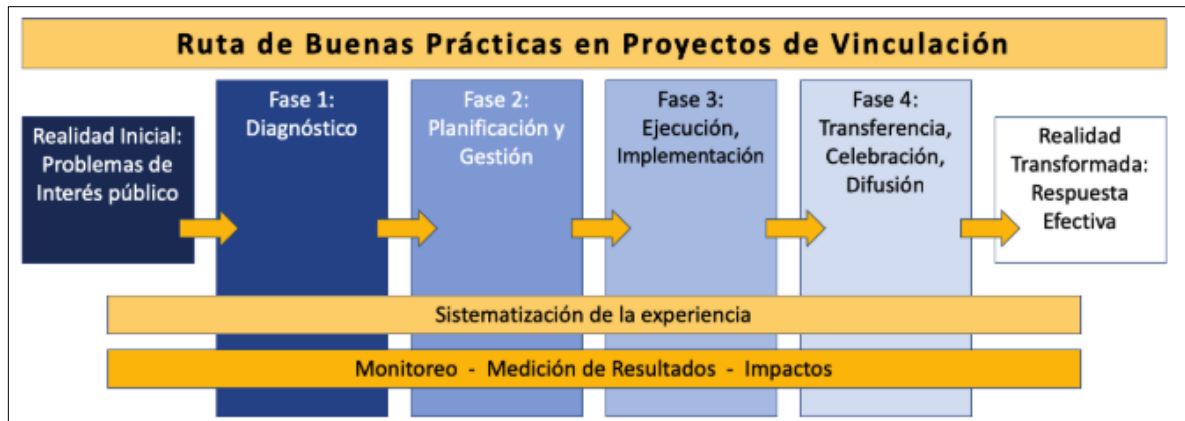 Ruta de Buenas Prácticas en Proyectos de Vinculación
Realidad Inicial:
Problemas de
Interés público
Fase 1:
Diagnóstico
Fase 2:
Planificación y
Gestión
Fase 3:
Ejecución,
Implementación
Fase 4:
Transferencia,
Celebración,
Difusión
Realidad
Transformada:
Respuesta
Efectiva
Sistematización de la experiencia
Monitoreo - Medición de Resultados - Impactos